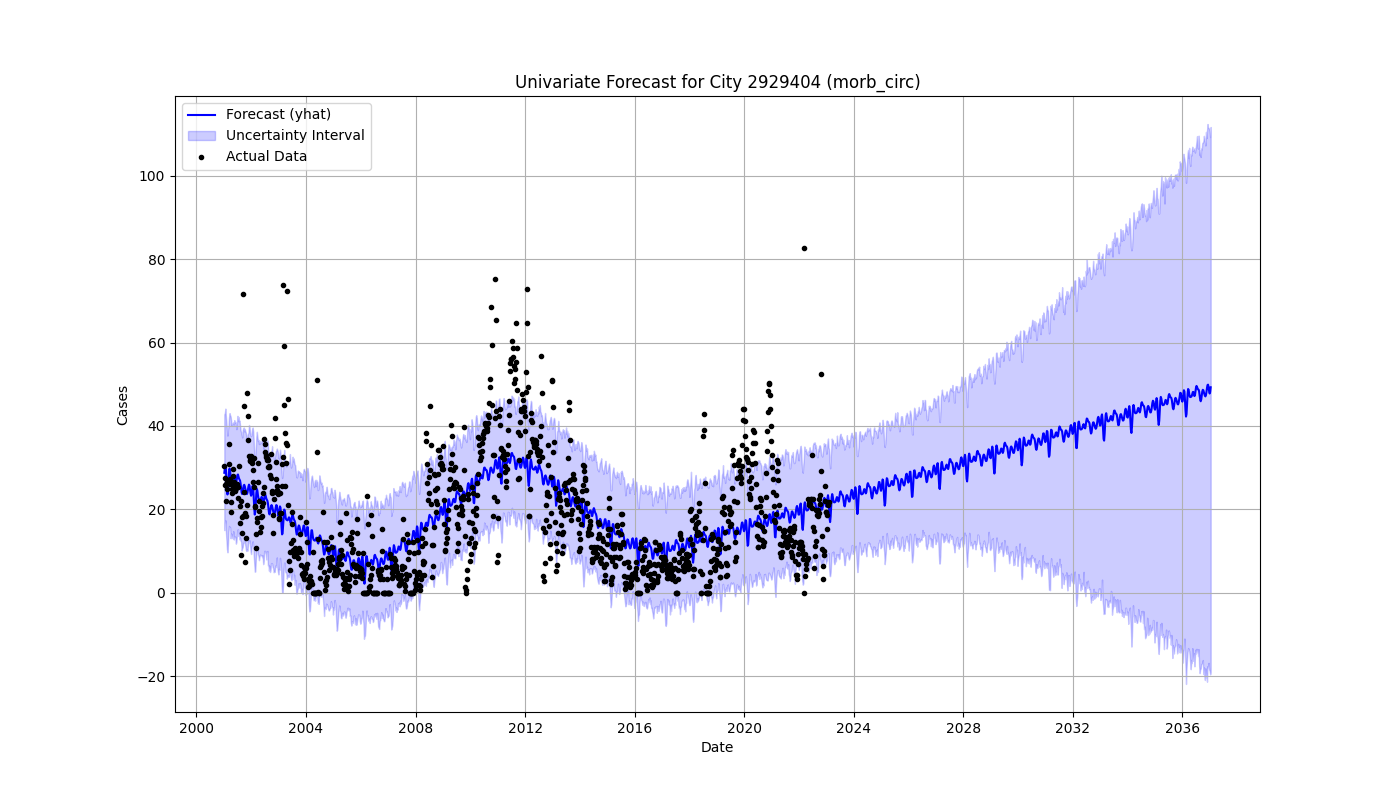 Univariate Forecast for City 2929404 (morb_circ)
Forecast (yhat)
Uncertainty Interval
Actual Data
100
80
60
40
20
0
−20
Cases
2000 2004 2008 2012 2016 2020 2024 2028 2032 2036
Date